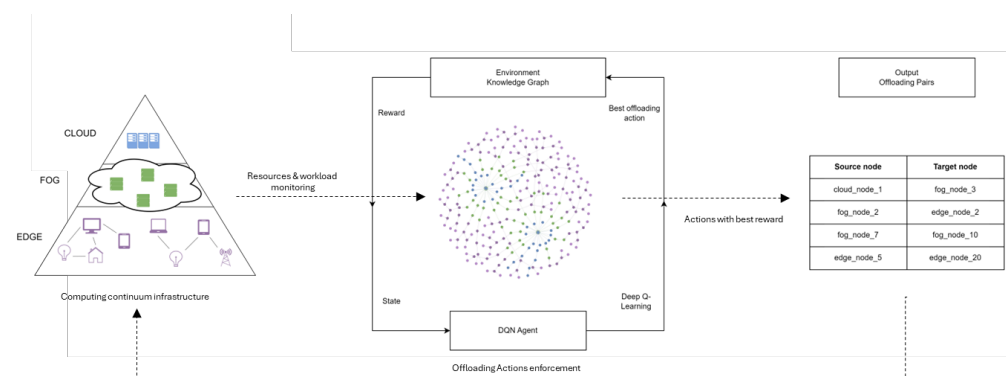 CLOUD
FOG
EDGE
Computing continuum infrastructure
Resources & workload
monitoring
Environment
Knowledge Graph
Reward
Best offloading
action
State
Deep Q-
Learning
DQN Agent
Offloading Actions enforcement
Actions with best reward
Output
Offloading Pairs
Source node Target node
cloud_node_1 fog_node_3
fog_node_2 edge_node_2
fog_node_7 fog_node_10
edge_node_5 edge_node_20